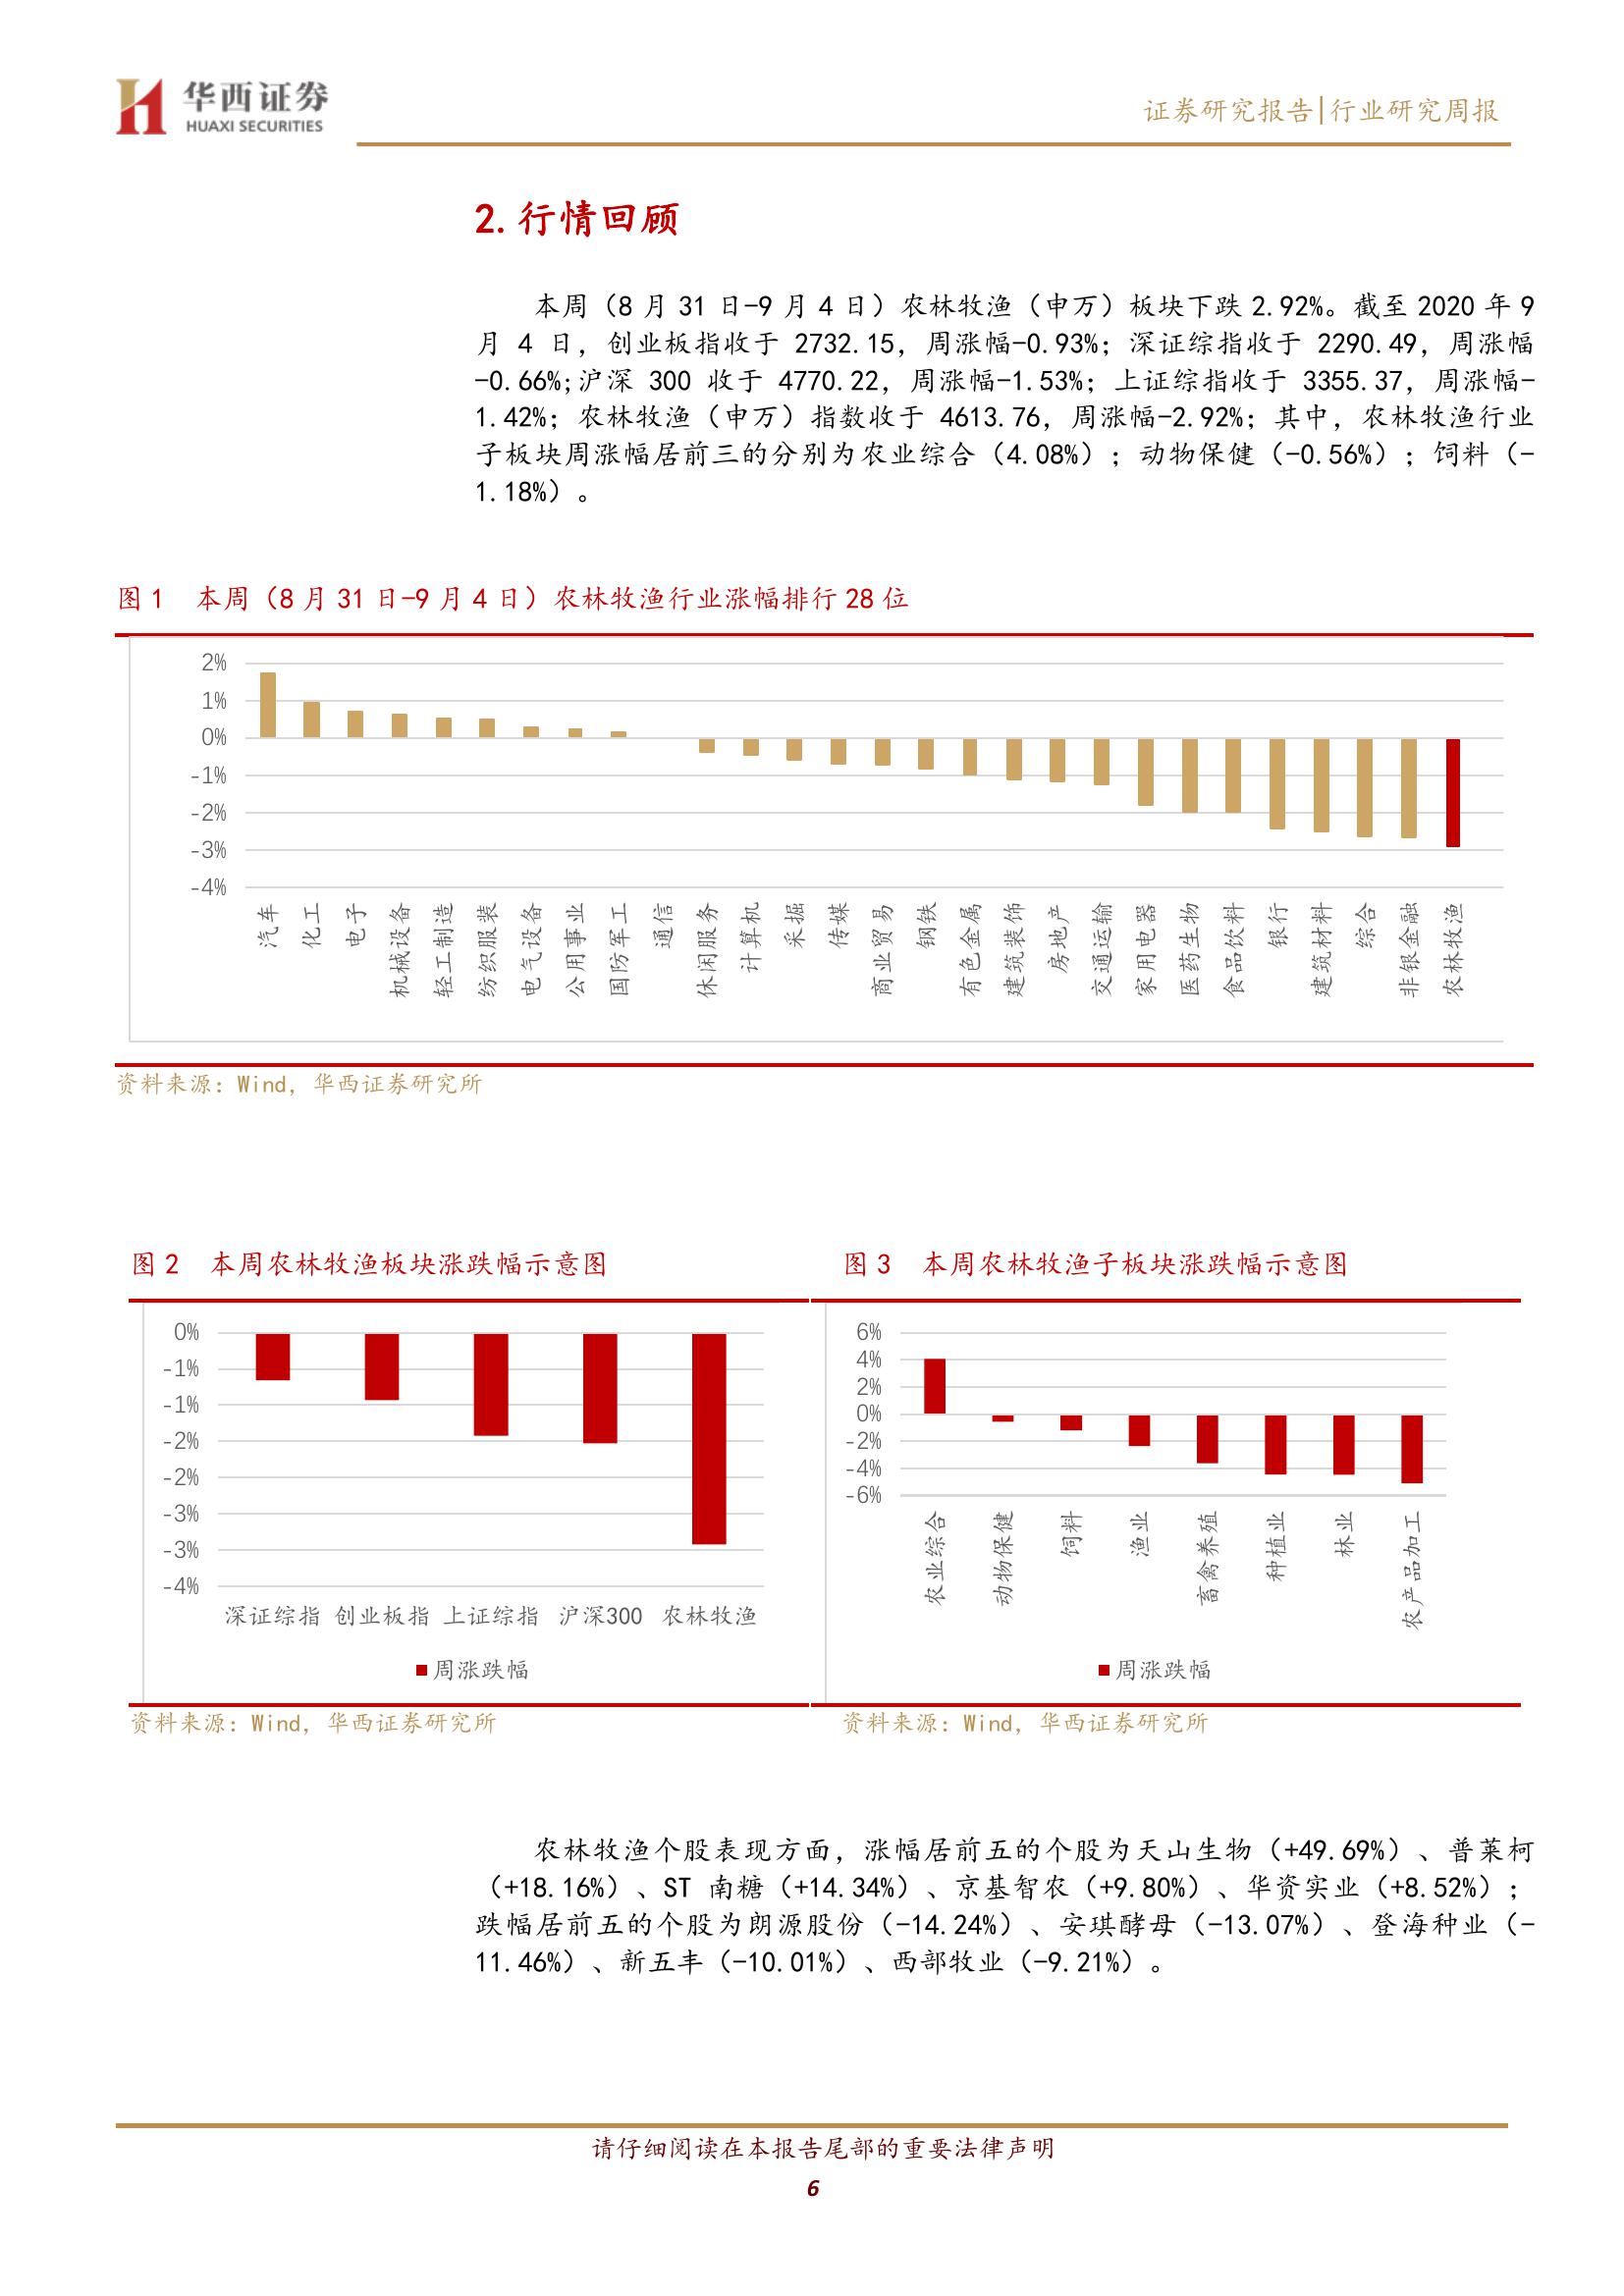 华西证券
HUAXI SECURITIES
证券研究报告|行业研究周报
2.行情回顾
本周（8 月 31 日-9 月 4 日）农林牧渔（申万）板块下跌 2.92%。截至 2020 年 9
月 4 日，创业板指收于 2732.15，周涨幅-0.93%；深证综指收于 2290.49，周涨幅
-0.66%;沪深 300 收于 4770.22，周涨幅-1.53%；上证综指收于 3355.37，周涨幅-
1.42%；农林牧渔（申万）指数收于 4613.76，周涨幅-2.92%；其中，农林牧渔行业
子板块周涨幅居前三的分别为农业综合（4.08%）；动物保健（-0.56%）；饲料（-
1.18%）。
图 1 本周（8 月 31 日-9 月 4 日）农林牧渔行业涨幅排行 28 位
2%
1%
0%
-1%
-2%
-3%
-4%
汽车
化工
电子
机械设备
轻工制造
纺织服装
电气设备
公用事业
国防军工
通信
休闲服务
计算机
采掘
传媒
商业贸易
钢铁
有色金属
建筑装饰
房地产
交通运输
家用电器
医药生物
食品饮料
银行
建筑材料
综合
非银金融
农林牧渔
资料来源：Wind，华西证券研究所
图 2 本周农林牧渔板块涨跌幅示意图
0%
-1%
-1%
-2%
-2%
-3%
-3%
-4%
深证综指 创业板指 上证综指 沪深300 农林牧渔
周涨跌幅
资料来源：Wind，华西证券研究所
图 3 本周农林牧渔子板块涨跌幅示意图
6%
4%
2%
0%
-2%
-4%
-6%
农业综合
动物保健
饲料
渔业
畜禽养殖
种植业
林业
农产品加工
周涨跌幅
资料来源：Wind，华西证券研究所
农林牧渔个股表现方面，涨幅居前五的个股为天山生物（+49.69%）、普莱柯
（+18.16%）、ST 南糖（+14.34%）、京基智农（+9.80%）、华资实业（+8.52%）；
跌幅居前五的个股为朗源股份（-14.24%）、安琪酵母（-13.07%）、登海种业（-
11.46%）、新五丰（-10.01%）、西部牧业（-9.21%）。
请仔细阅读在本报告尾部的重要法律声明
6